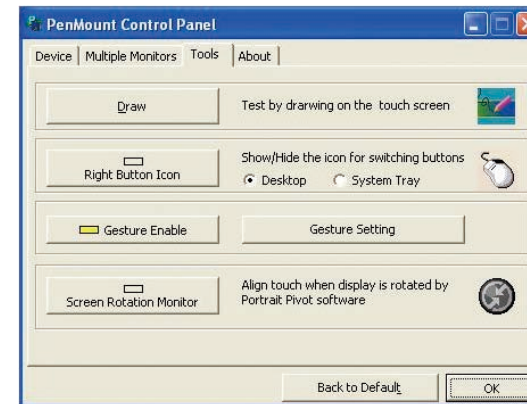 PenMount Control Panel
Device Multiple Monitors Tools About
Draw Test by drarwing on the touch screen
Right Button Icon
Show/Hide the icon for switching buttons
Desktop System Tray
Gesture Enable Gesture Setting
Screen Rotation Monitor
Align touch when display is rotated by
Portrait Pivot software
Back to Default OK